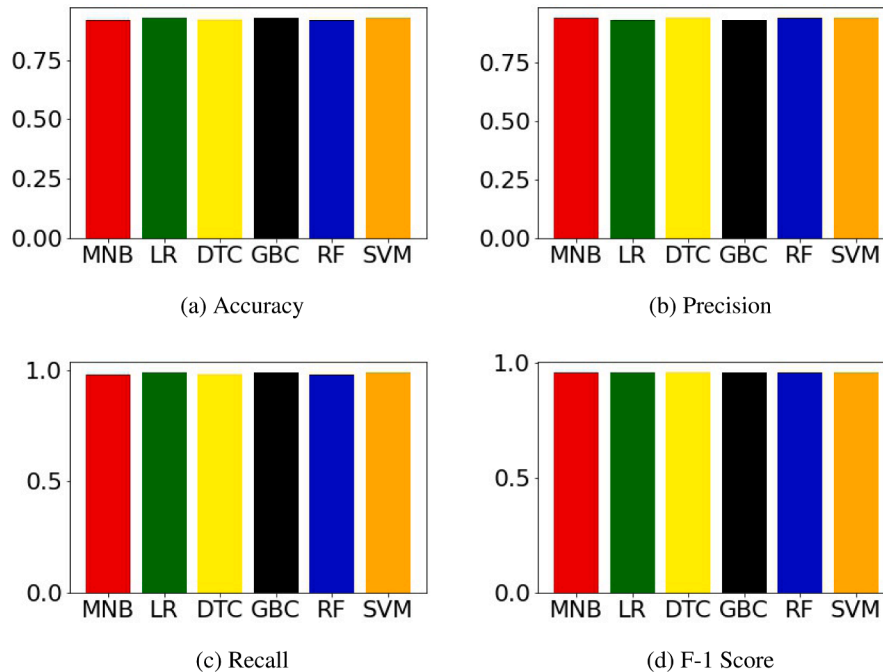 0.75
0.50
0.25
0.00
MNB LR DTC GBC RF SVM
(a) Accuracy
0.75
0.50
0.25
0.00
MNB LR DTC GBC RF SVM
(b) Precision
1.0
0.5
0.0
MNB LR DTC GBC RF SVM
(c) Recall
1.0
0.5
0.0
MNB LR DTC GBC RF SVM
(d) F-1 Score